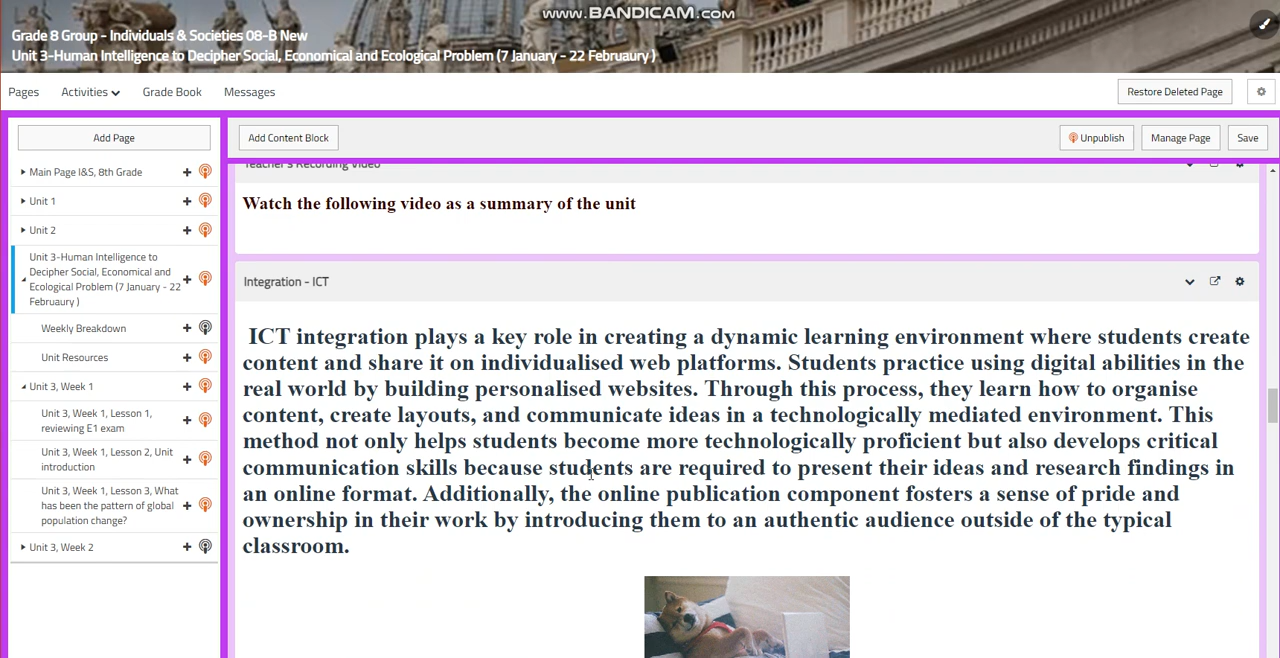 www.BANDICAM.com
Grade 8 Group - Individuals & Societies 08-B New
Unit 3-Human Intelligence to Decipher Social, Economical and Ecological Problem (7 January - 22 Februaury )
Pages
Activities
Grade Book
Messages
Restore Deleted Page
Add Page
Add Content Block
Unpublish
Manage Page
Save
Main Page I&S, 8th Grade
Unit 1
Unit 2
Unit 3-Human Intelligence to
Decipher Social, Economical and
Ecological Problem (7 January - 22
Februaury )
Weekly Breakdown
Unit Resources
Unit 3, Week 1
Unit 3, Week 1, Lesson 1,
reviewing E1 exam
Unit 3, Week 1, Lesson 2, Unit
introduction
Unit 3, Week 1, Lesson 3, What
has been the pattern of global
population change?
Unit 3, Week 2
Teacher's Recording Video
Watch the following video as a summary of the unit
Integration - ICT
ICT integration plays a key role in creating a dynamic learning environment where students create
content and share it on individualised web platforms. Students practice using digital abilities in the
real world by building personalised websites. Through this process, they learn how to organise
content, create layouts, and communicate ideas in a technologically mediated environment. This
method not only helps students become more technologically proficient but also develops critical
communication skills because students are required to present their ideas and research findings in
an online format. Additionally, the online publication component fosters a sense of pride and
ownership in their work by introducing them to an authentic audience outside of the typical
classroom.